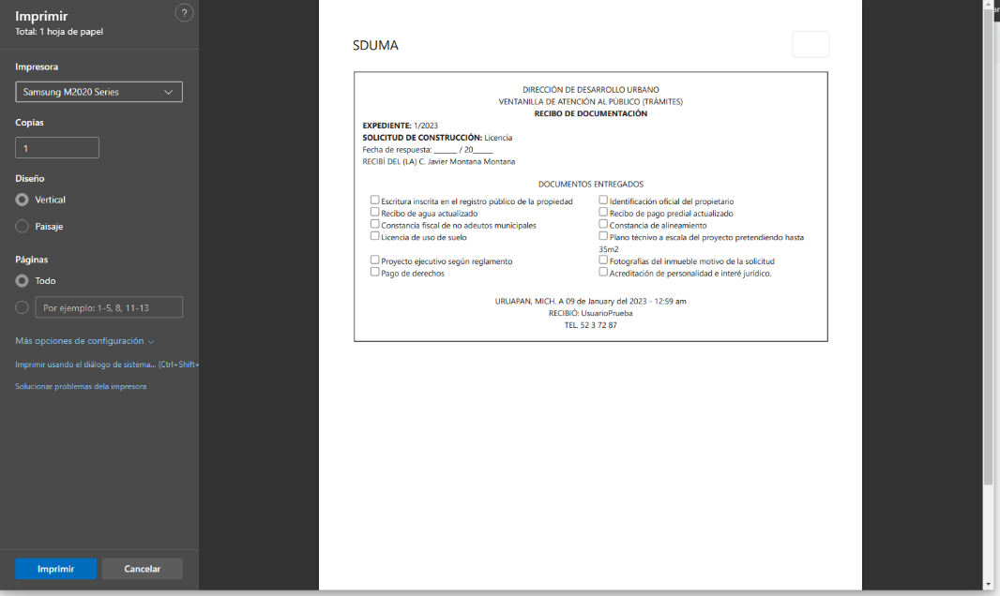 Imprimir
?
Total: 1 hoja de papel
Impresora
Samsung M2020 Series
Copias
1
Diseño
Vertical
Paisaje
Páginas
Todo
Por ejemplo: 1-5, 8, 11-13
Más opciones de configuración
Imprimir usando el diálogo de sistema... (Ctrl+Shift+
Solucionar problemas dela impresora
Imprimir
Cancelar
SDUMA
DIRECCIÓN DE DESARROLLO URBANO
VENTANILLA DE ATENCIÓN AL PÚBLICO (TRÁMITES)
RECIBO DE DOCUMENTACIÓN
EXPEDIENTE: 1/2023
SOLICITUD DE CONSTRUCCIÓN: Licencia
Fecha de respuesta: ______ / 20_____
RECIBÍ DEL (LA) C. Javier Montana Montana
DOCUMENTOS ENTREGADOS
Escritura inscrita en el registro público de la propiedad
Recibo de agua actualizado
Constancia fiscal de no adeutos municipales
Licencia de uso de suelo
Proyecto ejecutivo según reglamento
Pago de derechos
Identificación oficial del propietario
Recibo de pago predial actualizado
Constancia de alineamiento
Plano técnico a escala del proyecto pretendiendo hasta
35m2
Fotografías del inmueble motivo de la solicitud
Acreditación de personalidad e interé jurídico.
URUAPAN, MICH. A 09 de January del 2023 - 12:59 am
RECIBIÓ: UsuarioPrueba
TEL. 52 3 72 87